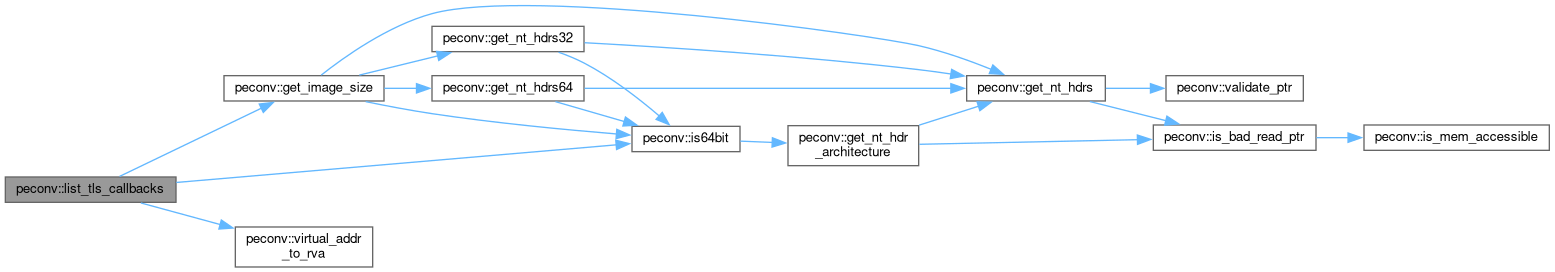 peconv::list_tls_callbacks
peconv::get_image_size
peconv::virtual_addr
_to_rva
peconv::get_nt_hdrs32
peconv::get_nt_hdrs64
peconv::is64bit
peconv::get_nt_hdr
_architecture
peconv::get_nt_hdrs
peconv::validate_ptr
peconv::is_bad_read_ptr
peconv::is_mem_accessible